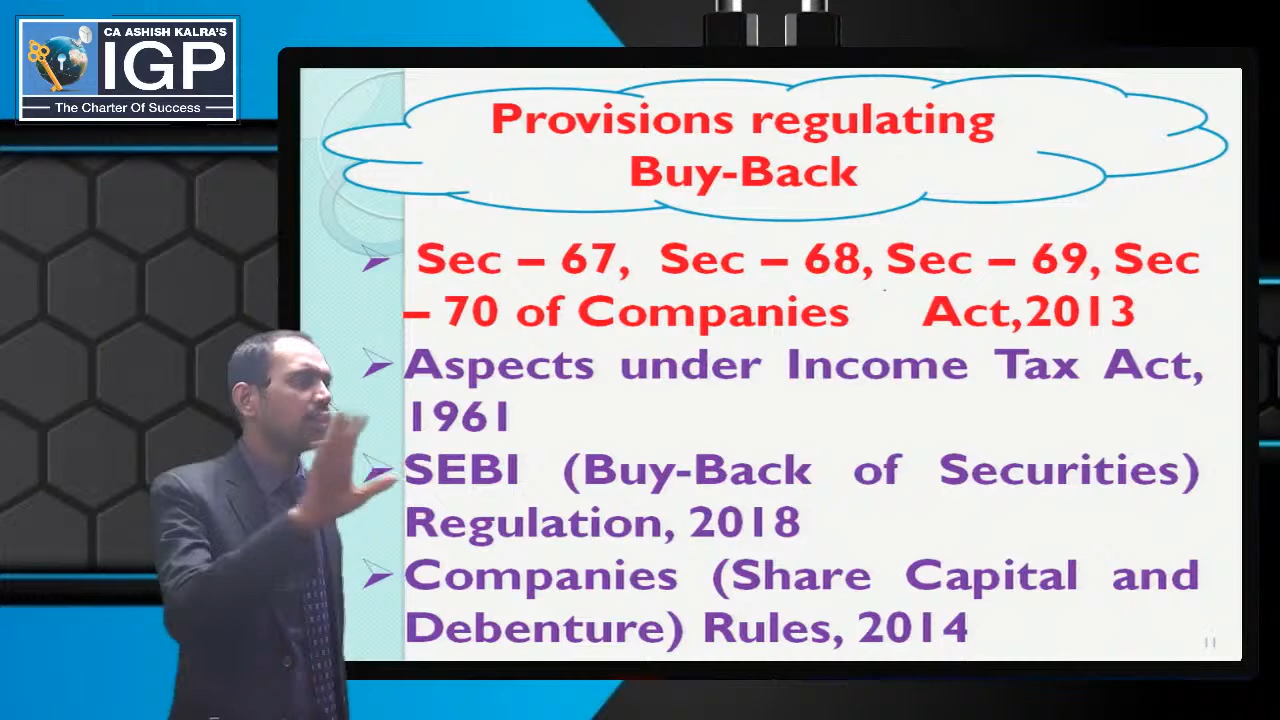 CA ASHISH KALRA'S
IGP
The Charter Of Success
Provisions regulating
Buy-Back
Sec – 67, Sec – 68, Sec – 69, Sec
– 70 of Companies Act,2013
Aspects under Income Tax Act,
1961
SEBI (Buy-Back of Securities)
Regulation, 2018
Companies (Share Capital and
Debenture) Rules, 2014
11